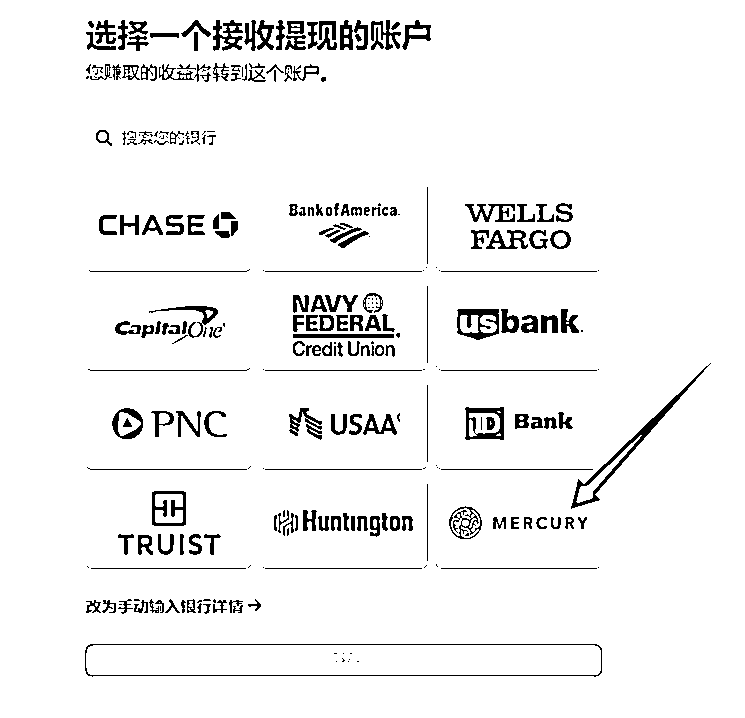 选择一个接收提现的账户
您赚取的收益将转到这个账户。
搜索您的银行
CHASE
Bank of America.
WELLS
FARGO
Capital One
NAVY
FEDERAL
Credit Union
usbank.
PNC
USAA
TD Bank
TRUIST
Huntington
MERCURY
改为手动输入银行详情 →